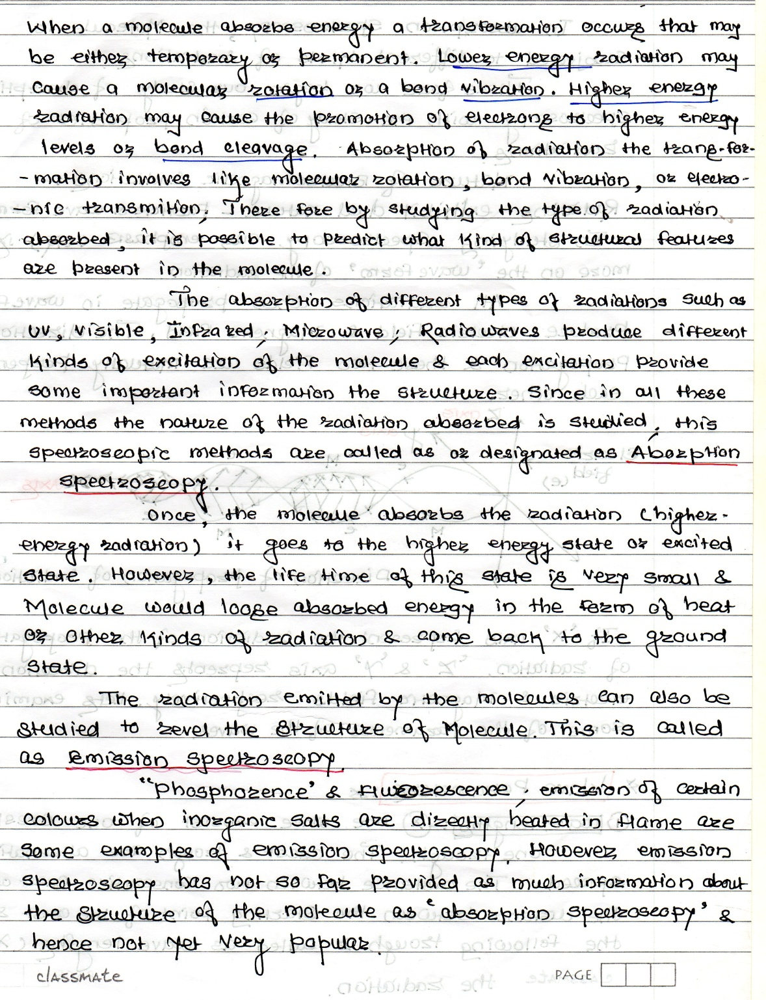 When a molecule absorbs energy a transformation occurs that may
be either temporary or permanent. Lower energy radiation may
cause a molecular rotation or a bond vibration. Higher energy
radiation may cause the promotion of electrons to higher energy
levels or bond cleavage. Absorption of radiation the trans-for-
-mation involves like molecular rotation, bond vibration, or electro-
-nic transmition, There fore by studying the type of radiation
absorbed, it is possible to predict what kind of structural features
are present in the molecule.
The absorption of different types of radiations such as
UV, visible, Infrared, Microwave, Radiowaves produce different
kinds of excitation of the molecule & each excitation provide
some important information the structure. Since in all these
methods the nature of the radiation absorbed is studied, this
spectroscopic methods are called as or designated as Aborption
spectroscopy.
Once, the molecule absorbs the radiation (higher-
energy radiation) it goes to the higher energy state or excited
state. However, the life time of this state is very small &
Molecule would loose absorbed energy in the form of heat
or other kinds of radiation & come back to the ground
state.
The radiation emitted by the molecules can also be
studied to revel the structure of Molecule. This is called
as Emission spectroscopy.
"Phosphorence' & Fluorescence, emission of certain
colours when inorganic salts are directly heated in flame are
some examples of emission spectroscopy. However, emission
spectroscopy has not so far provided as much information about
the structure of the molecule as 'absorption spectroscopy' &
hence not yet very popular.
classmate PAGE